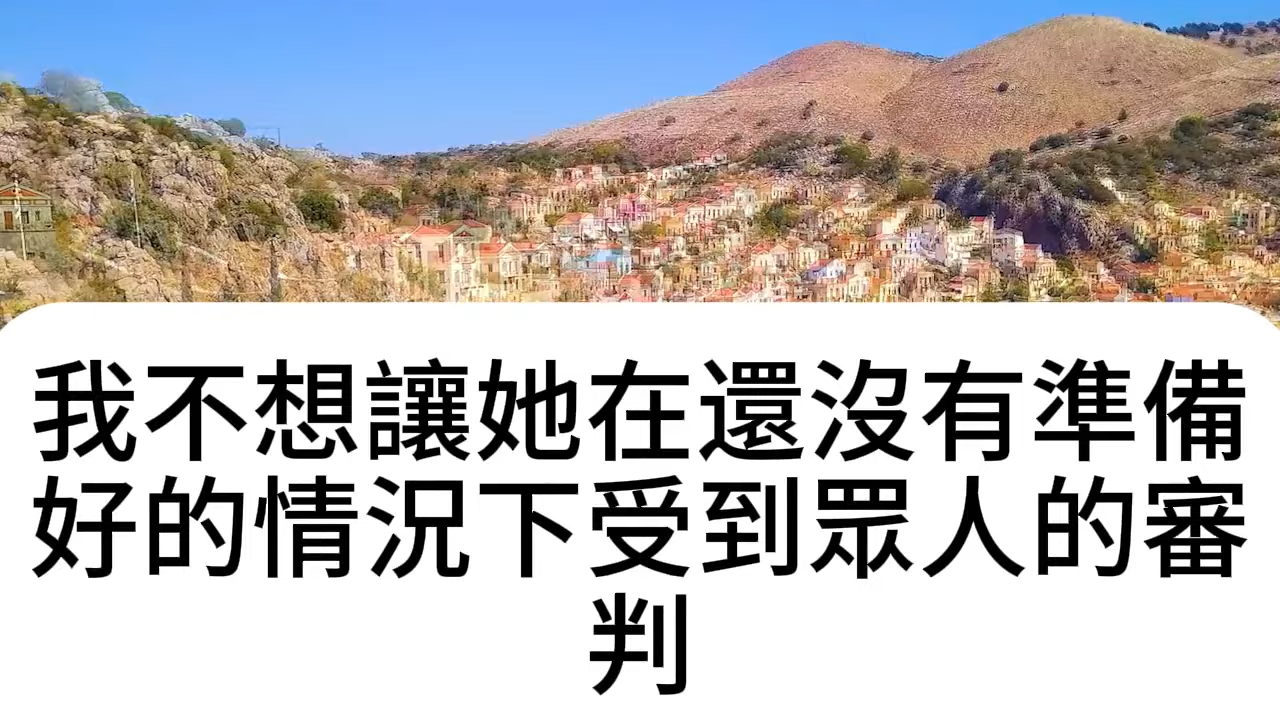 我不想讓她在還沒有準備
好的情況下受到眾人的審
判